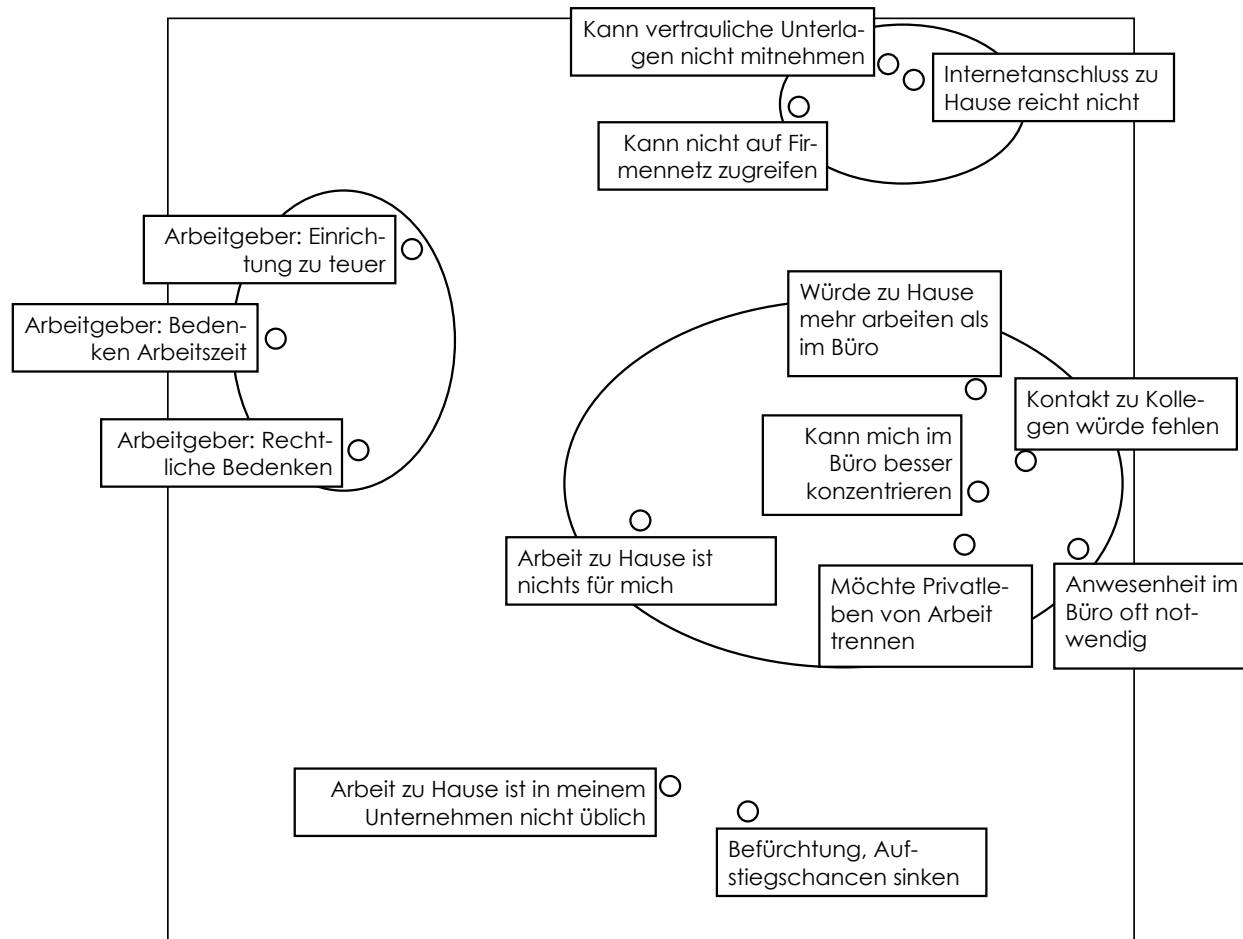 Kann vertrauliche Unterla-
gen nicht mitnehmen
Internetanschluss zu
Hause reicht nicht
Kann nicht auf Fir-
mennetz zugreifen
Arbeitgeber: Einrich-
tung zu teuer
Arbeitgeber: Beden-
ken Arbeitszeit
Arbeitgeber: Recht-
liche Bedenken
Würde zu Hause
mehr arbeiten als
im Büro
Kontakt zu Kolle-
gen würde fehlen
Kann mich im
Büro besser
konzentrieren
Arbeit zu Hause ist
nichts für mich
Möchte Privatle-
ben von Arbeit
trennen
Anwesenheit im
Büro oft not-
wendig
Arbeit zu Hause ist in meinem
Unternehmen nicht üblich
Befürchtung, Auf-
stiegschancen sinken